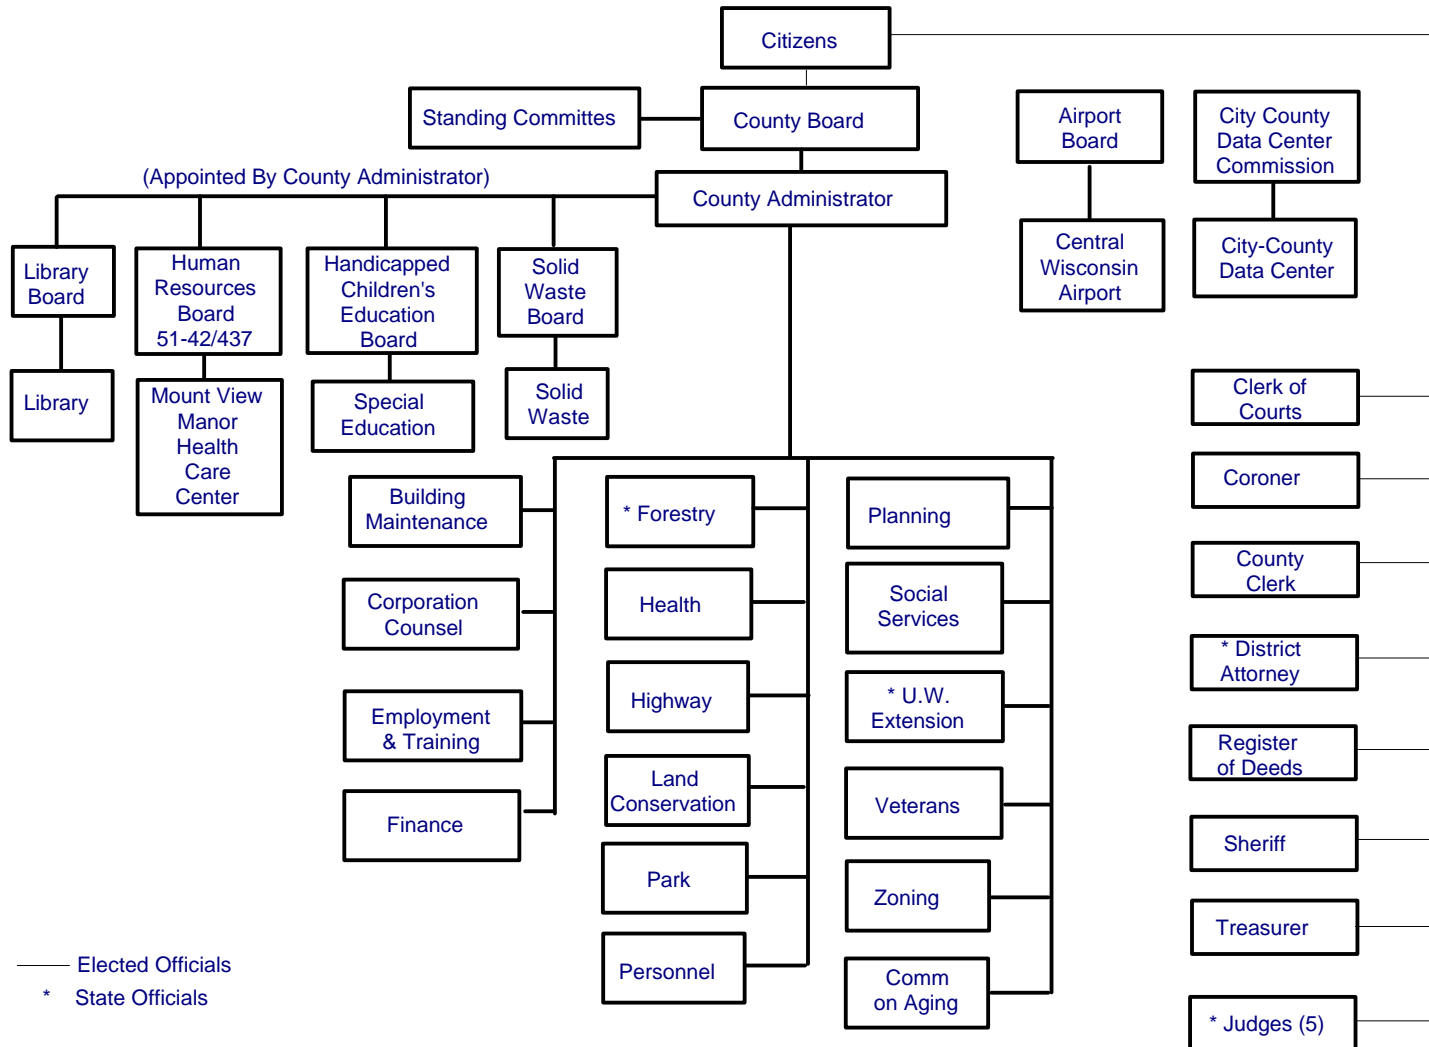 Citizens
Standing Committes
County Board
Airport
Board
City County
Data Center
Commission
(Appointed By County Administrator)
County Administrator
Library
Board
Human
Resources
Board
51-42/437
Handicapped
Children's
Education
Board
Solid
Waste
Board
Central
Wisconsin
Airport
City-County
Data Center
Library
Mount View
Manor
Health
Care
Center
Special
Education
Solid
Waste
Building
Maintenance
Corporation
Counsel
Employment
& Training
Finance
* Forestry
Health
Highway
Land
Conservation
Park
Personnel
Planning
Social
Services
* U.W.
Extension
Veterans
Zoning
Comm
on Aging
Clerk of
Courts
Coroner
County
Clerk
* District
Attorney
Register
of Deeds
Sheriff
Treasurer
* Judges (5)
Elected Officials
* State Officials